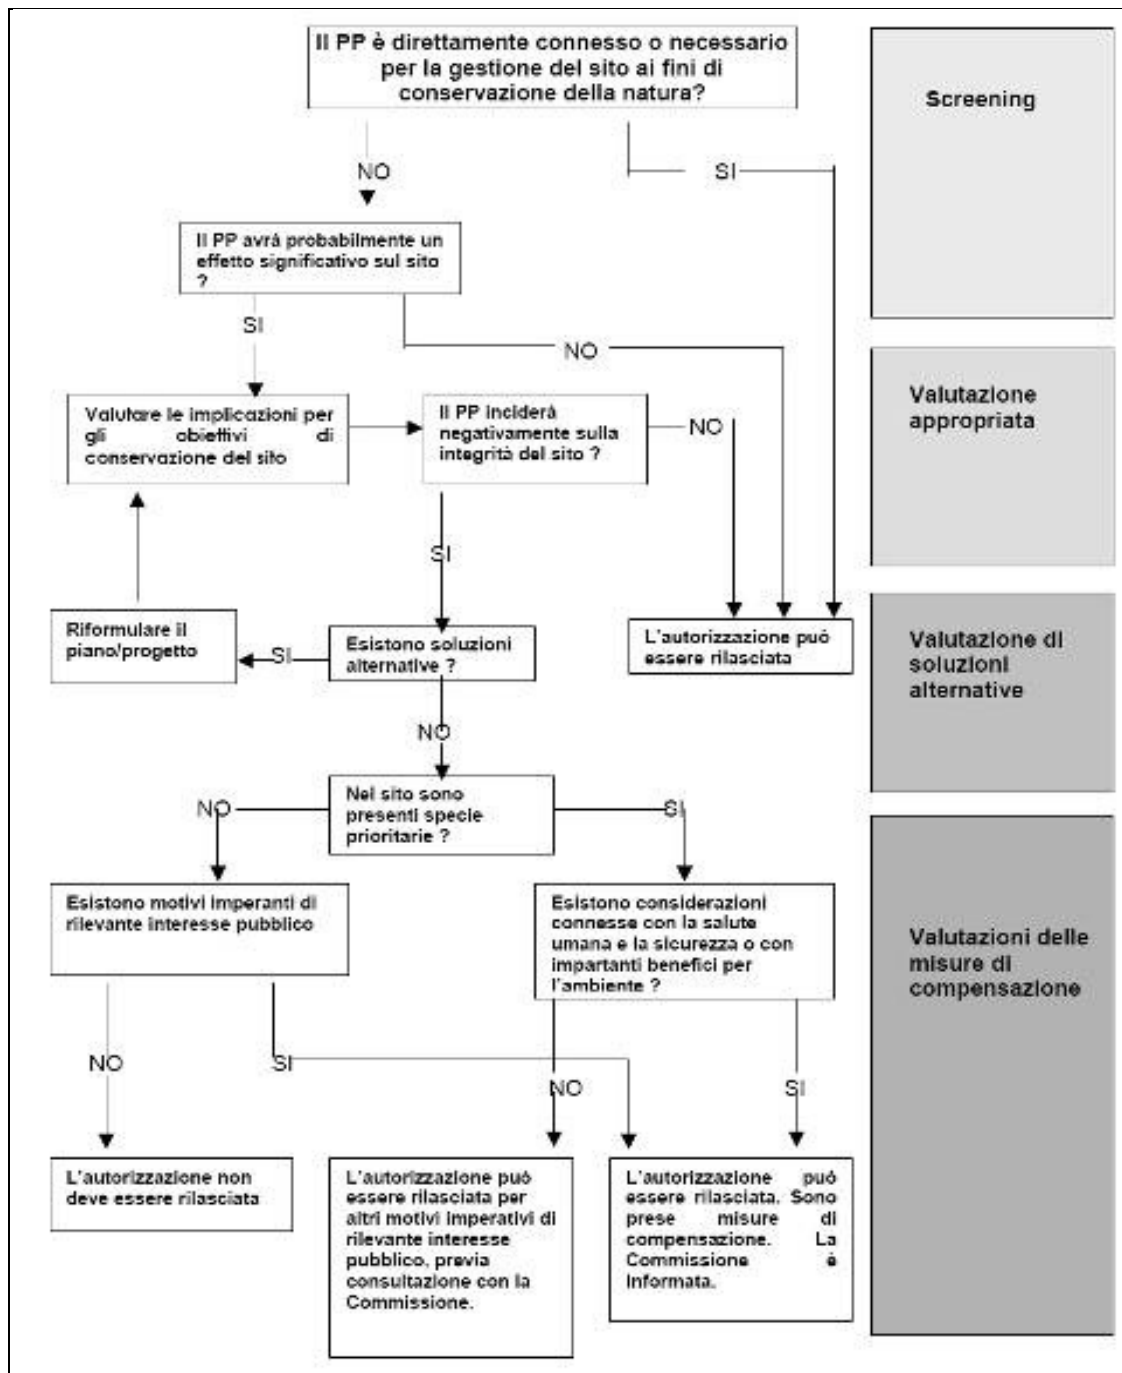 Il PP è direttamente connesso o necessario
per la gestione del sito ai fini di
conservazione della natura?
Screening
NO
SI
Il PP avrà probabilmente un
effetto significativo sul sito
?
SI
NO
Valutare le implicazioni per
gli obiettivi di
conservazione del sito
Il PP inciderà
negativamente sulla
integrità del sito ?
NO
Valutazione
appropriata
SI
Riformulare il
piano/progetto
SI
Esistono soluzioni
alternative ?
L'autorizzazione può
essere rilasciata
Valutazione di
soluzioni
alternative
NO
Nel sito sono
presenti specie
prioritarie ?
NO
SI
Esistono motivi imperanti di
rilevante interesse pubblico
Esistono considerazioni
connesse con la salute
umana e la sicurezza o con
impartanti benefici per
l'ambiente ?
Valutazioni delle
misure di
compensazione
NO
SI
NO
SI
L'autorizzazione non
deve essere rilasciata
L'autorizzazione può
essere rilasciata per
altri motivi imperativi di
rilevante interesse
pubblico, previa
consultazione con la
Commissione.
L'autorizzazione può
essere rilasciata. Sono
prese misure di
compensazione. La
Commissione è
informata.